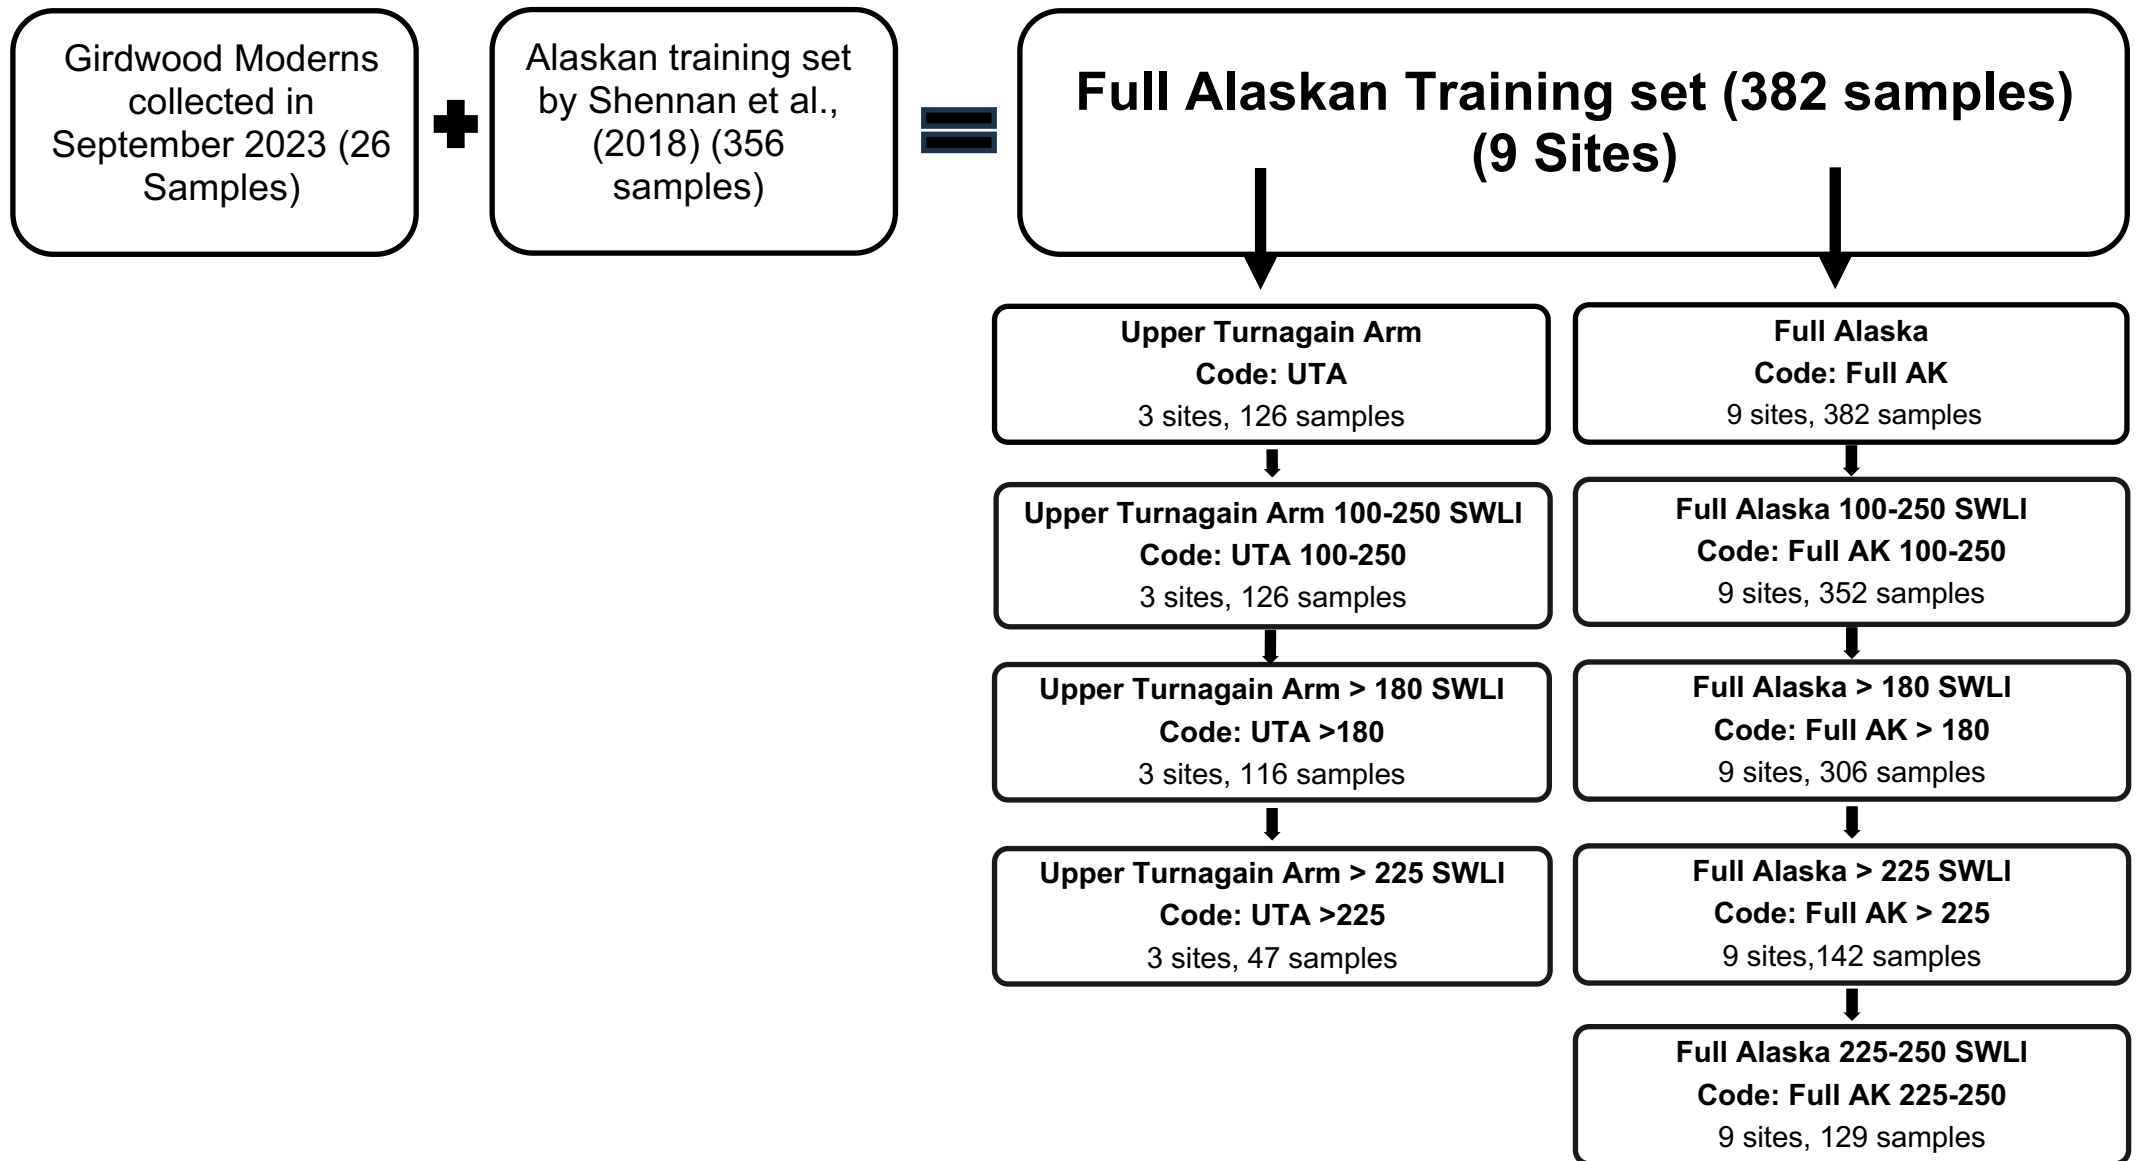 Girdwood Moderns
collected in
September 2023 (26
Samples)
Alaskan training set
by Shennan et al.,
(2018) (356
samples)
Full Alaskan Training set (382 samples)
(9 Sites)
Upper Turnagain Arm
Code: UTA
3 sites, 126 samples
Upper Turnagain Arm 100-250 SWLI
Code: UTA 100-250
3 sites, 126 samples
Upper Turnagain Arm > 180 SWLI
Code: UTA >180
3 sites, 116 samples
Upper Turnagain Arm > 225 SWLI
Code: UTA >225
3 sites, 47 samples
Full Alaska
Code: Full AK
9 sites, 382 samples
Full Alaska 100-250 SWLI
Code: Full AK 100-250
9 sites, 352 samples
Full Alaska > 180 SWLI
Code: Full AK > 180
9 sites, 306 samples
Full Alaska > 225 SWLI
Code: Full AK > 225
9 sites,142 samples
Full Alaska 225-250 SWLI
Code: Full AK 225-250
9 sites, 129 samples